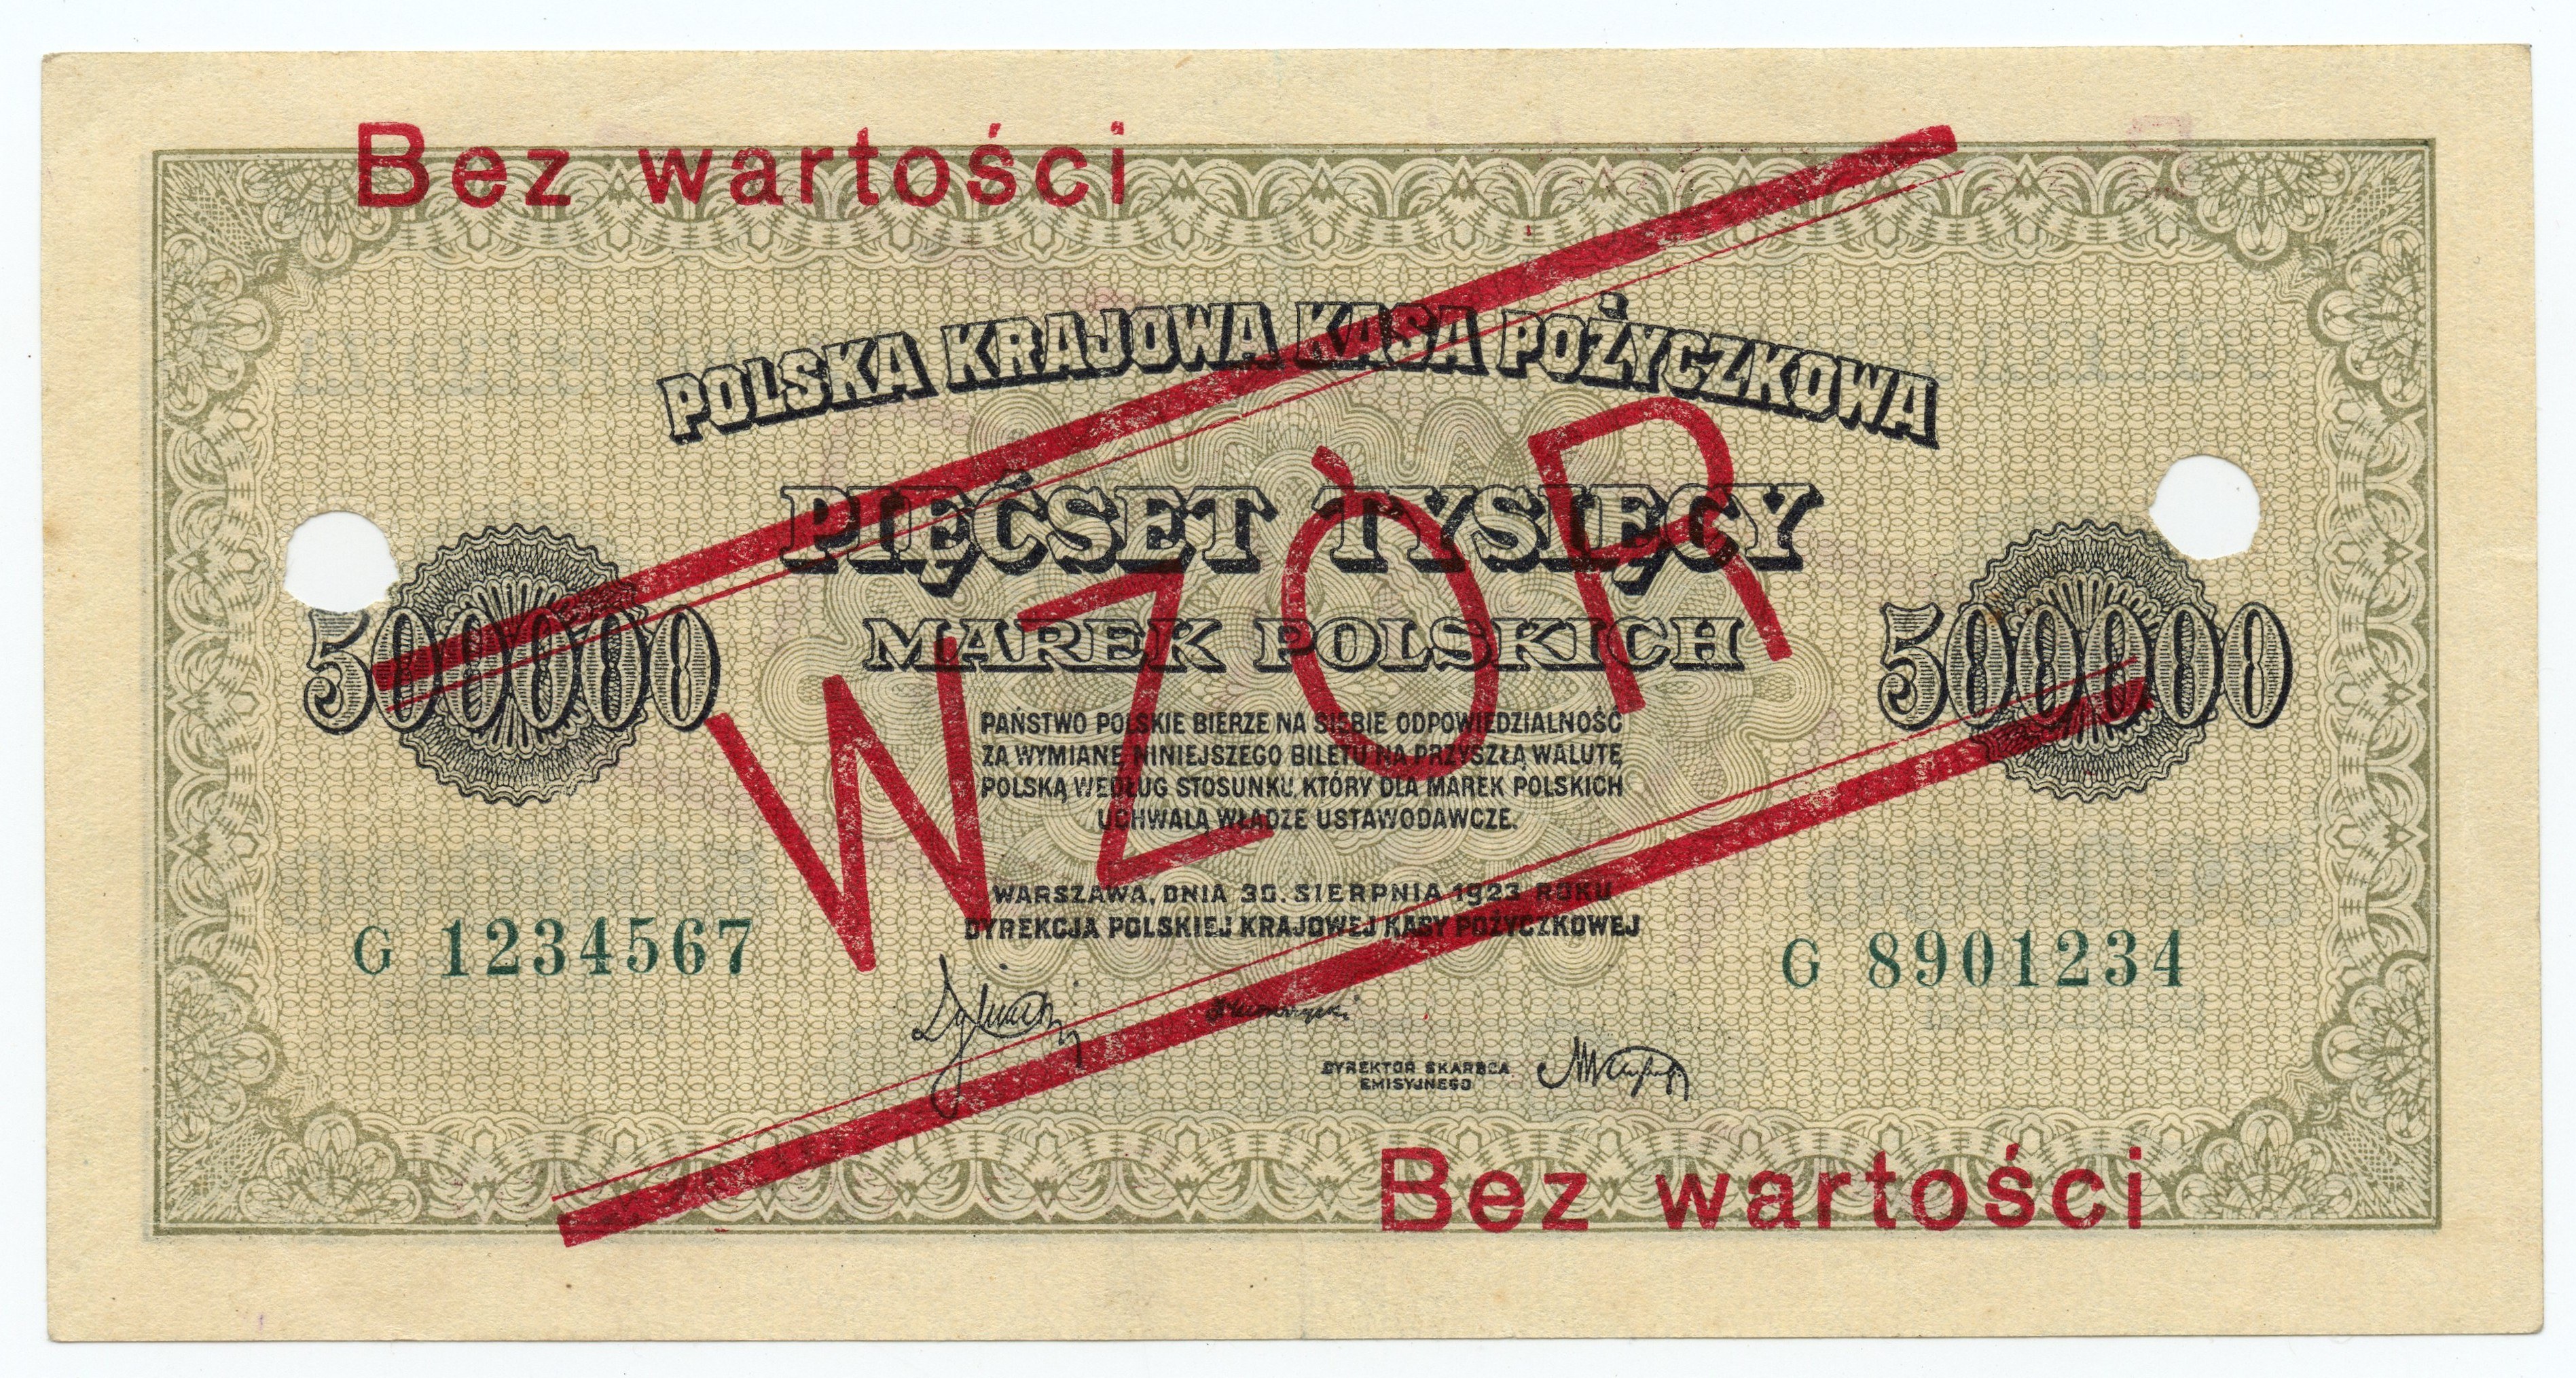 Bez wartości
POLSKA KRAJOWA KASA POŻYCZKOWA
PIĘĆSET TYSIĘCY
MAREK POLSKICH
500000
500000
WZÓR
PAŃSTWO POLSKIE BIERZE NA SIEBIE ODPOWIEDZIALNOŚĆ
ZA WYMIANĘ NINIEJSZEGO BILETU NA PRZYSZŁĄ WALUTĘ
POLSKĄ WEDŁUG STOSUNKU, KTÓRY DLA MAREK POLSKICH
UCHWALĄ WŁADZE USTAWODAWCZE.
WARSZAWA, DNIA 30. SIERPNIA 1923 ROKU
DYREKCJA POLSKIEJ KRAJOWEJ KASY POŻYCZKOWEJ
G 1234567
G 8901234
DYREKTOR SKARBCA
EMISYJNEGO
Bez wartości